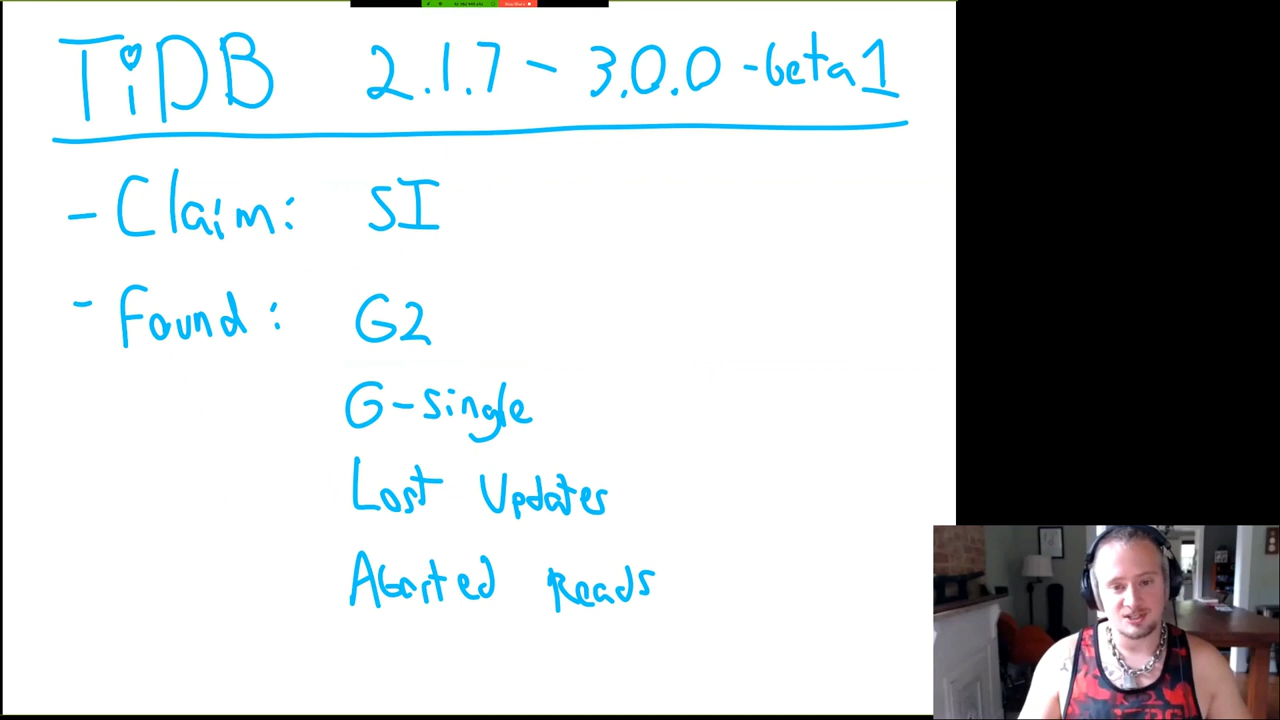 TiDB 2.1.7 - 3.0.0-beta1
- Claim: SI
- Found: G2
G-single
Lost Updates
Aborted Reads